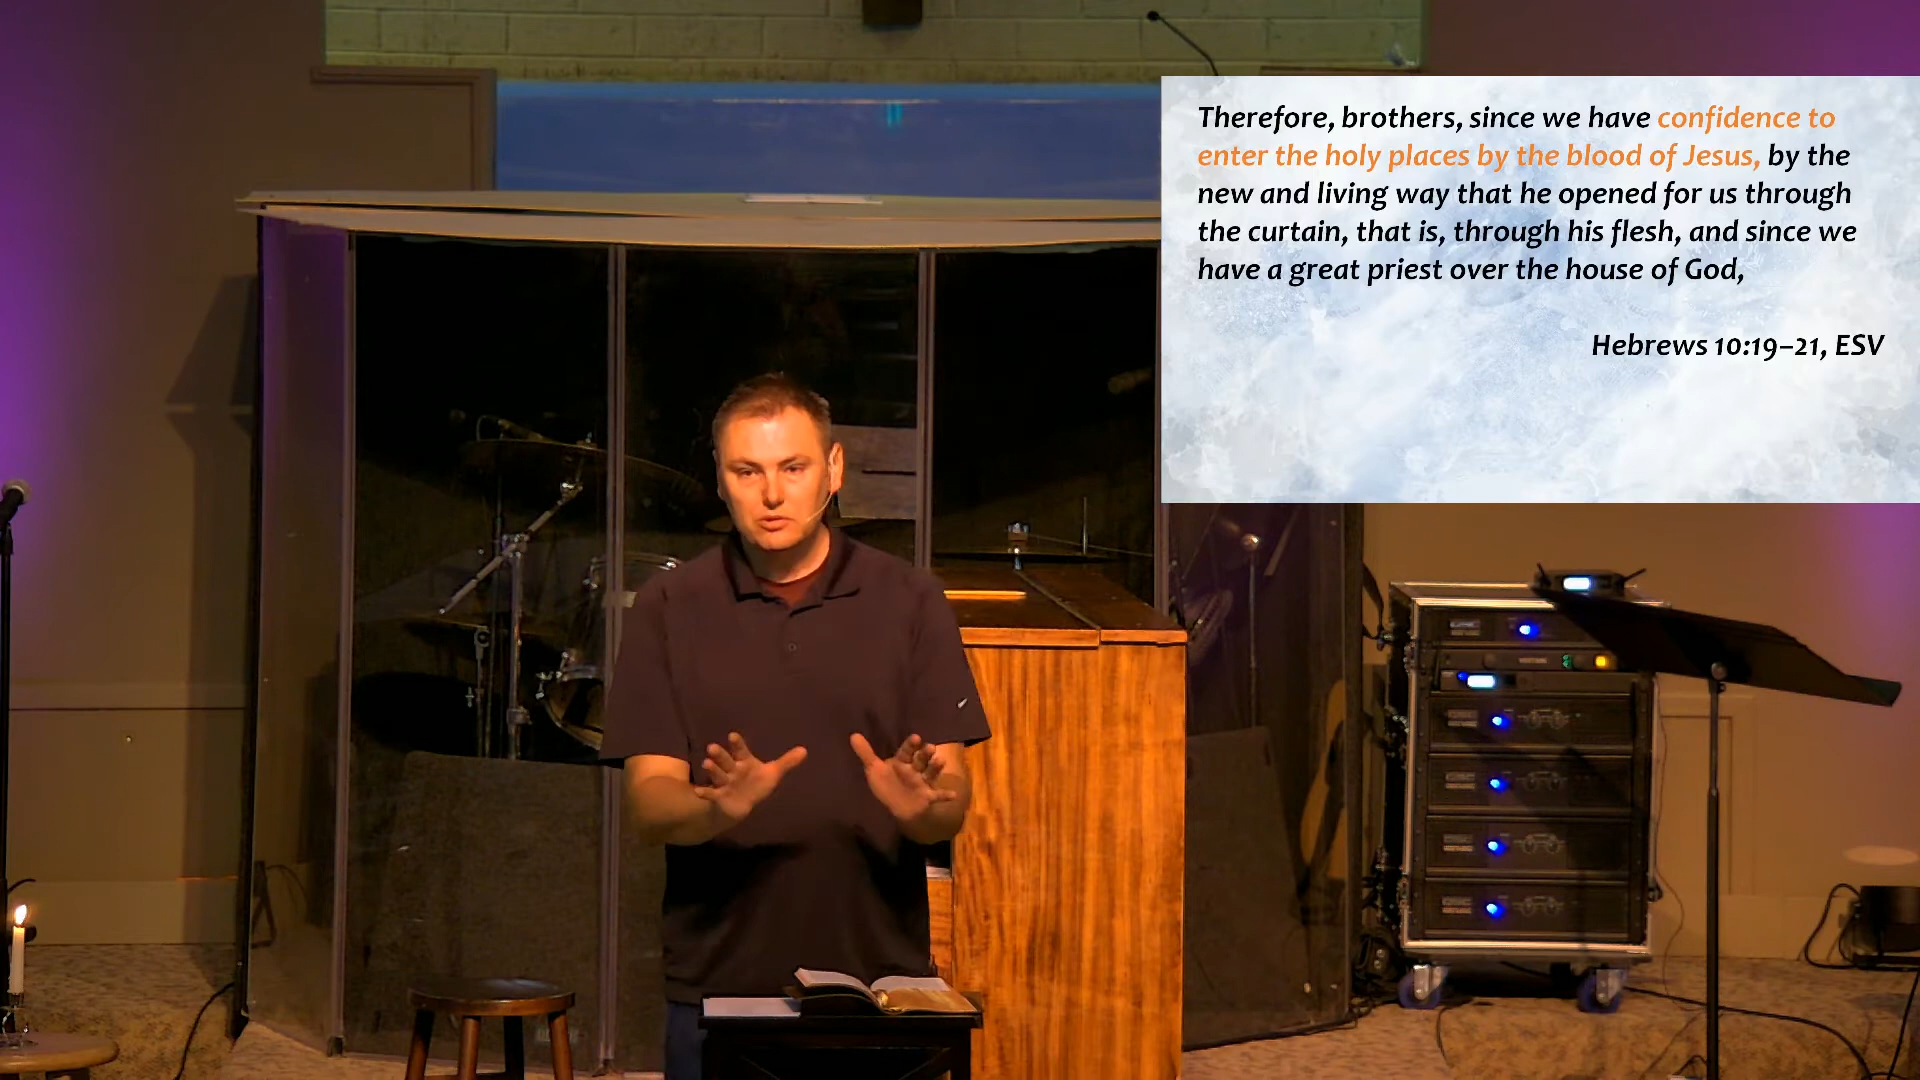 Therefore, brothers, since we have confidence to
enter the holy places by the blood of Jesus, by the
new and living way that he opened for us through
the curtain, that is, through his flesh, and since we
have a great priest over the house of God,
Hebrews 10:19–21, ESV